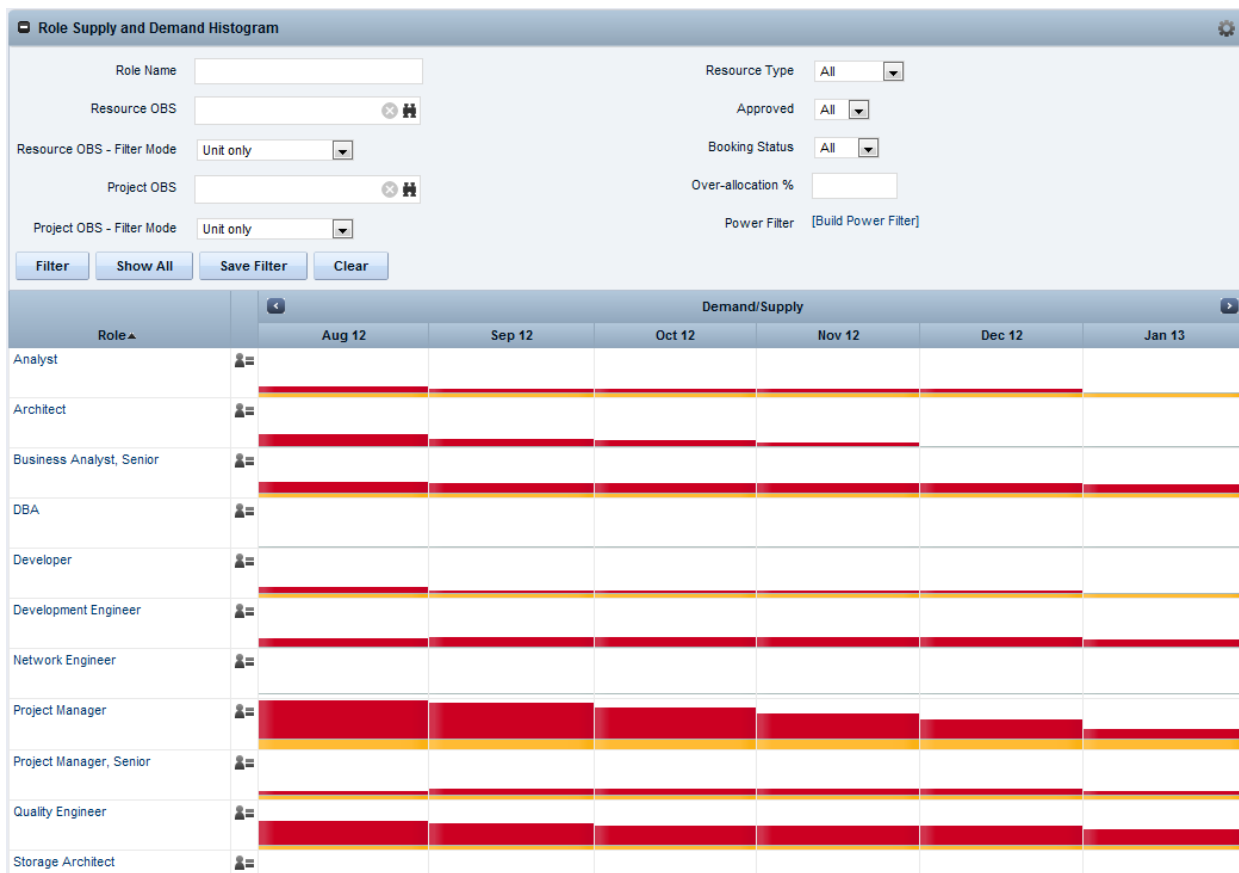 Role Supply and Demand Histogram
Role Name
Resource Type All
Resource OBS
Approved All
Resource OBS - Filter Mode Unit only
Booking Status All
Project OBS
Over-allocation %
Project OBS - Filter Mode Unit only
Power Filter [Build Power Filter]
Filter Show All Save Filter Clear
Demand/Supply
Role Aug 12 Sep 12 Oct 12 Nov 12 Dec 12 Jan 13
Analyst
Architect
Business Analyst, Senior
DBA
Developer
Development Engineer
Network Engineer
Project Manager
Project Manager, Senior
Quality Engineer
Storage Architect